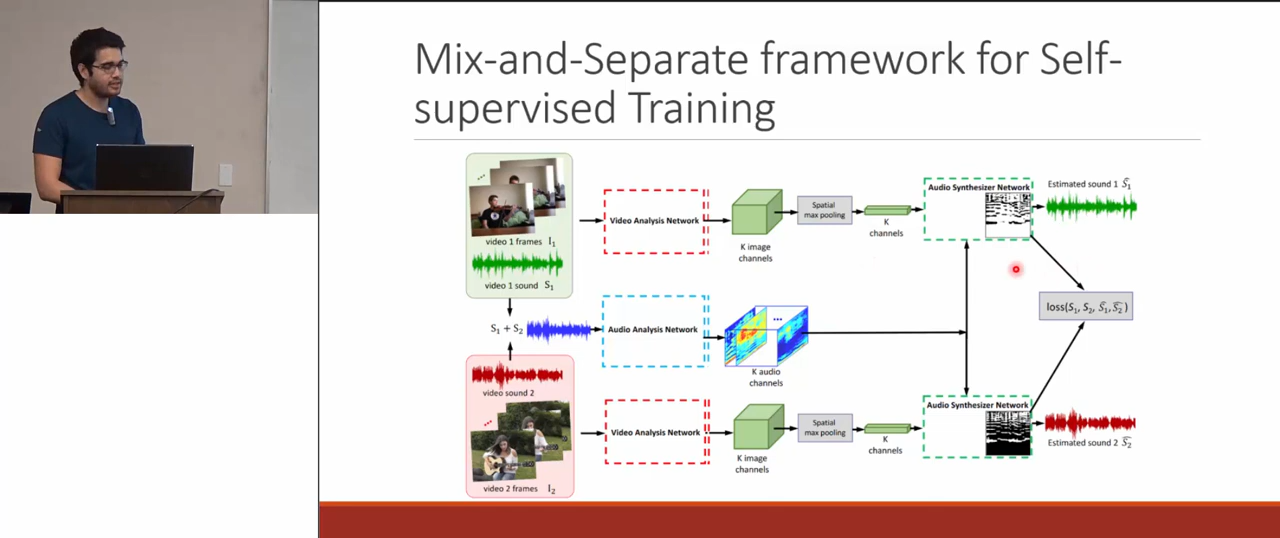 Mix-and-Separate framework for Self-
supervised Training
...
video 1 frames I₁
video 1 sound S₁
S₁ + S₂
video sound 2
...
video 2 frames I₂
Video Analysis Network
K image
channels
Spatial
max pooling
K
channels
Audio Synthesizer Network
Estimated sound 1 Ŝ₁
Audio Analysis Network
...
K audio
channels
loss(S₁, S₂, Ŝ₁, Ŝ₂)
Video Analysis Network
K image
channels
Spatial
max pooling
K
channels
Audio Synthesizer Network
Estimated sound 2 Ŝ₂